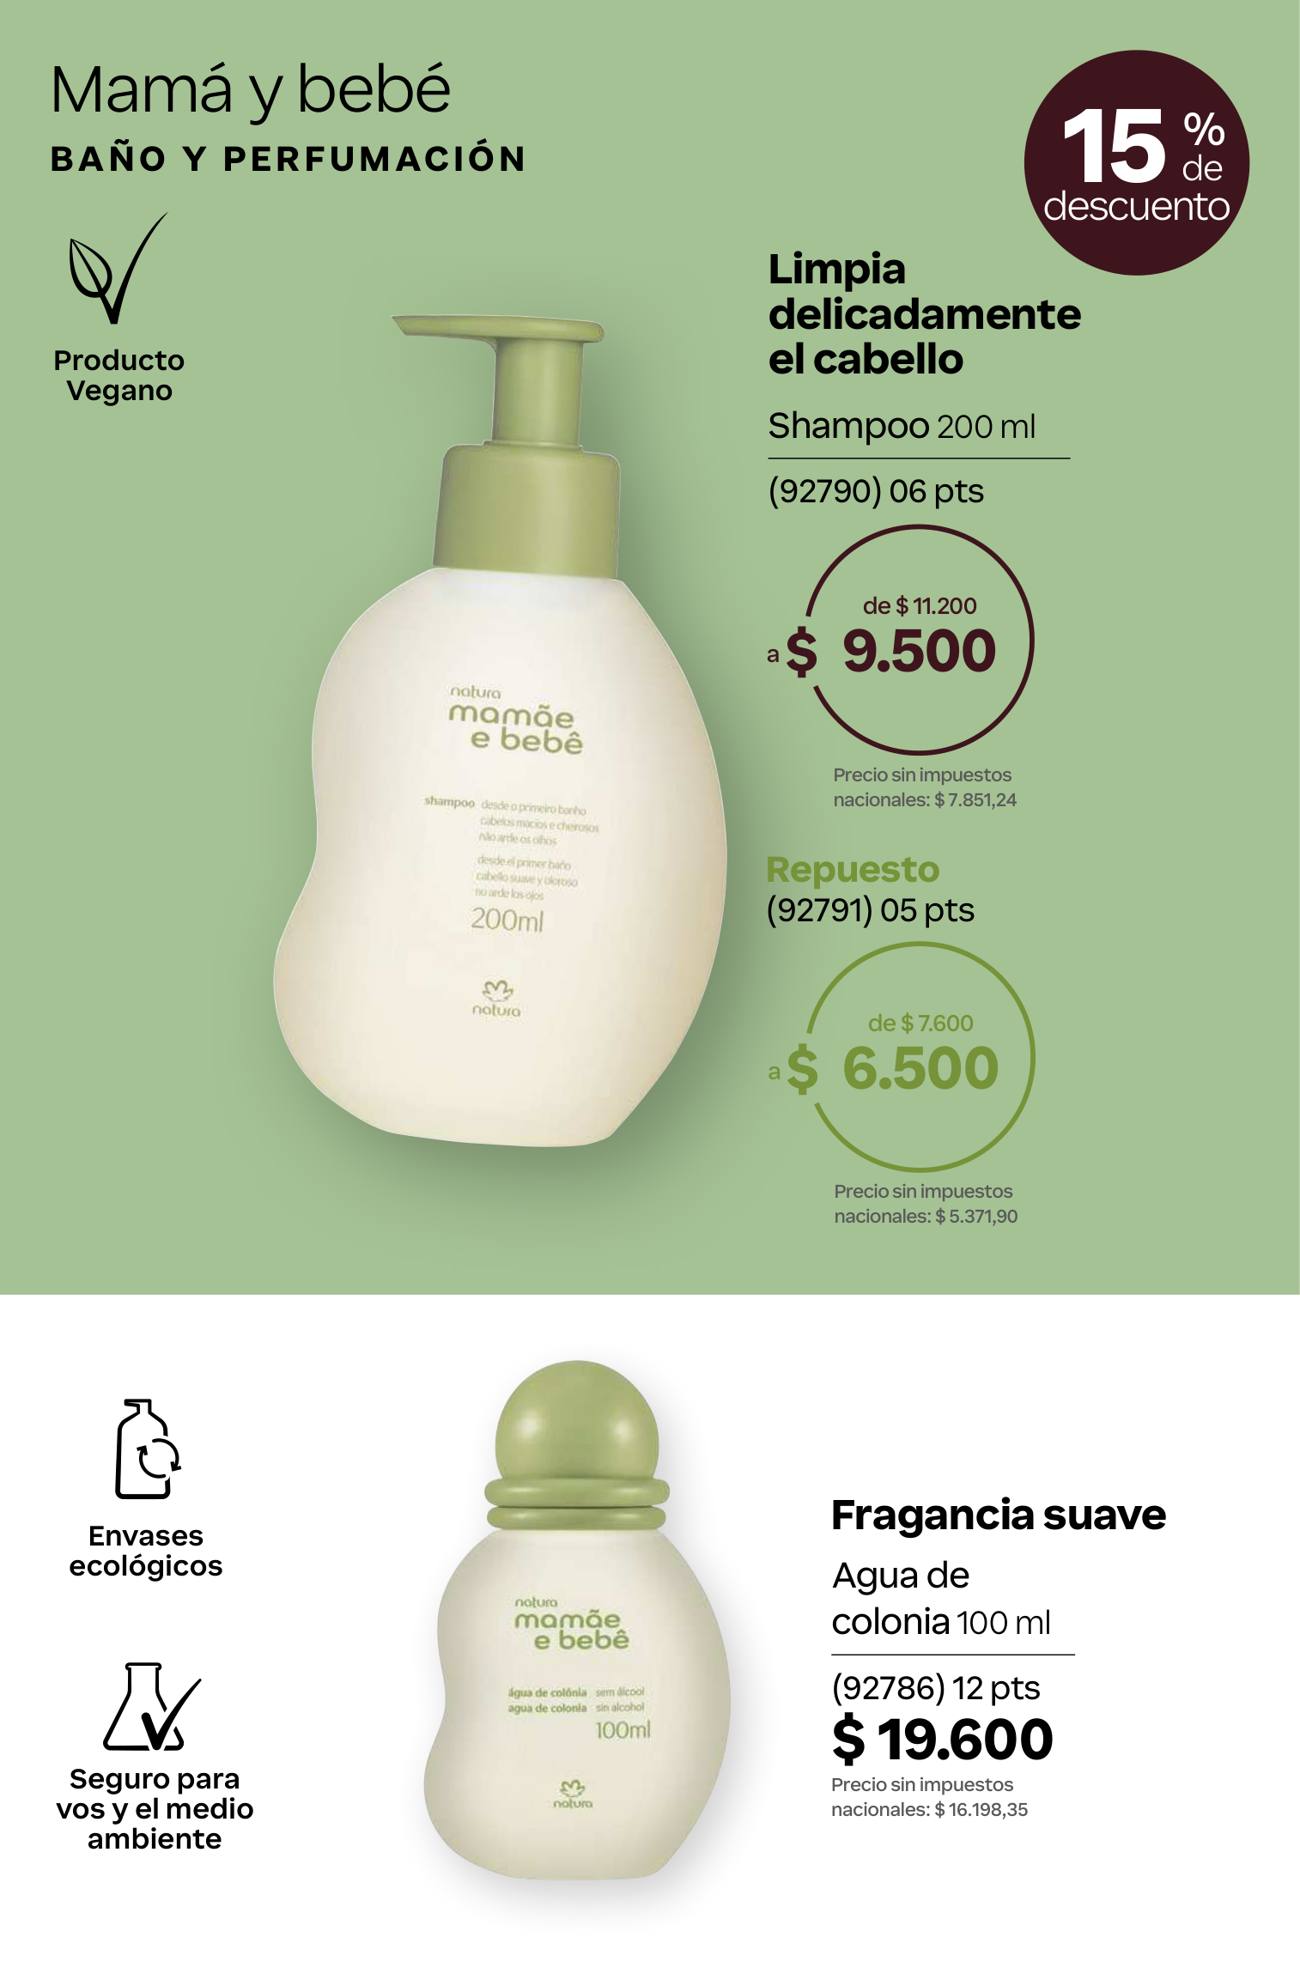 Mamá y bebé
BAÑO Y PERFUMACIÓN
15 %
de
descuento
Producto
Vegano
Limpia
delicadamente
el cabello
Shampoo 200 ml
(92790) 06 pts
de $ 11.200
a $ 9.500
Precio sin impuestos
nacionales: $ 7.851,24
natura
mamãe
e bebê
shampoo desde o primeiro banho
cabelos macios e cheirosos
não arde os olhos
desde el primer baño
cabello suave y oloroso
no arde los ojos
200ml
natura
Repuesto
(92791) 05 pts
de $ 7.600
a $ 6.500
Precio sin impuestos
nacionales: $ 5.371,90
Envases
ecológicos
Seguro para
vos y el medio
ambiente
natura
mamãe
e bebê
água de colônia sem álcool
agua de colonia sin alcohol
100ml
natura
Fragancia suave
Agua de
colonia 100 ml
(92786) 12 pts
$ 19.600
Precio sin impuestos
nacionales: $ 16.198,35